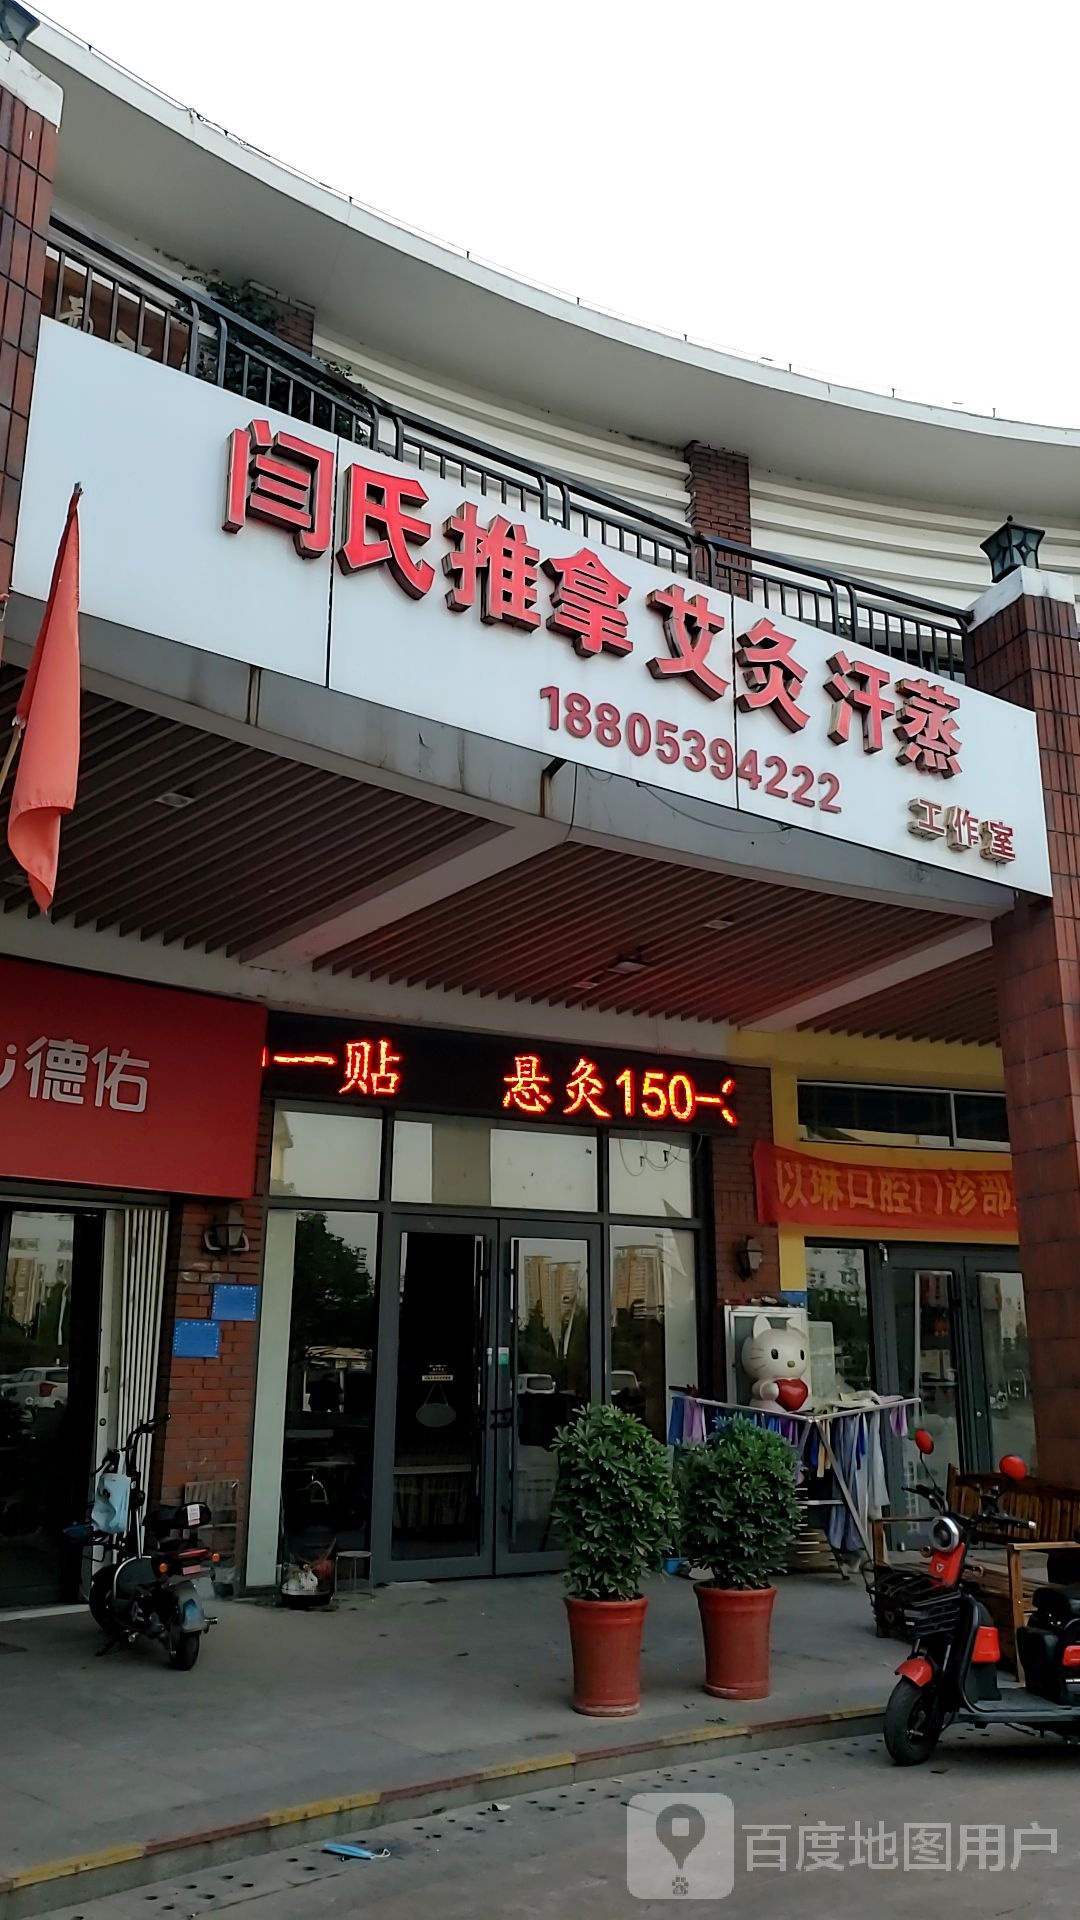 闫氏推拿 艾灸 汗蒸
18805394222
工作室
德佑
一贴 悬灸150一
以琳口腔门诊部
百度地图用户